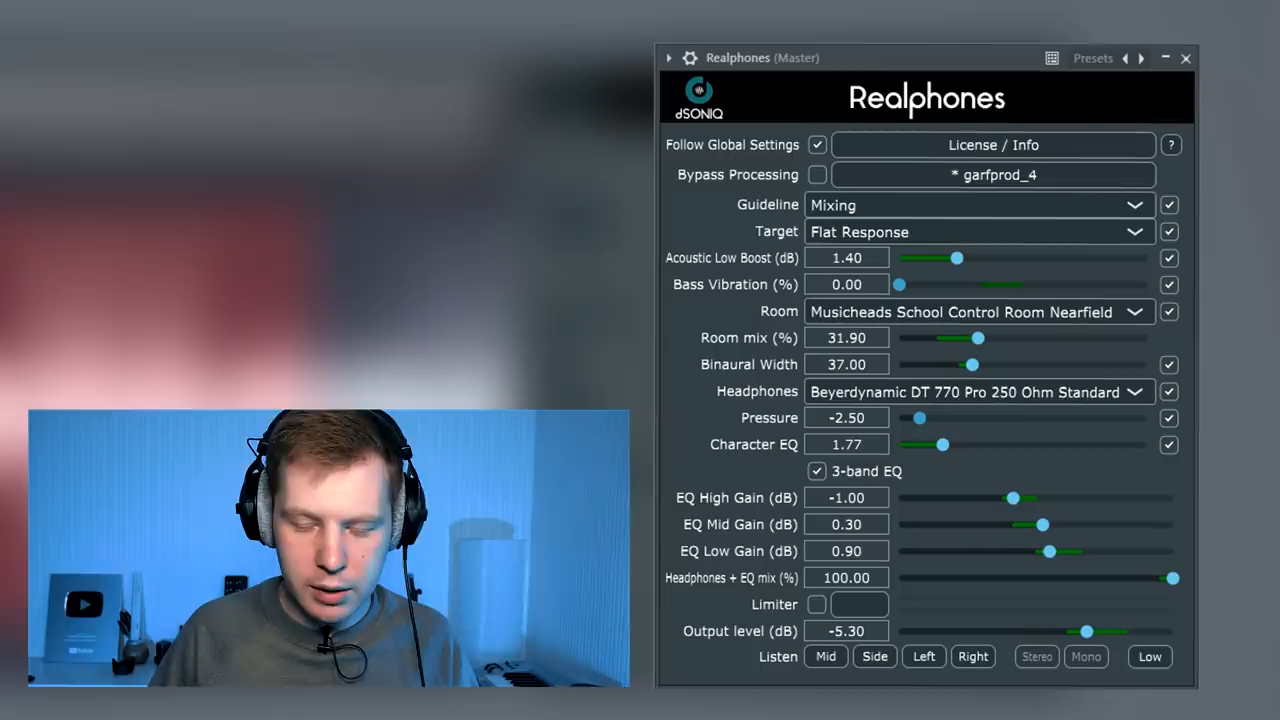 Realphones (Master) Presets
dSONIQ Realphones
Follow Global Settings License / Info ?
Bypass Processing * garfprod_4
Guideline Mixing
Target Flat Response
Acoustic Low Boost (dB) 1.40
Bass Vibration (%) 0.00
Room Musicheads School Control Room Nearfield
Room mix (%) 31.90
Binaural Width 37.00
Headphones Beyerdynamic DT 770 Pro 250 Ohm Standard
Pressure -2.50
Character EQ 1.77
3-band EQ
EQ High Gain (dB) -1.00
EQ Mid Gain (dB) 0.30
EQ Low Gain (dB) 0.90
Headphones + EQ mix (%) 100.00
Limiter
Output level (dB) -5.30
Listen Mid Side Left Right Stereo Mono Low